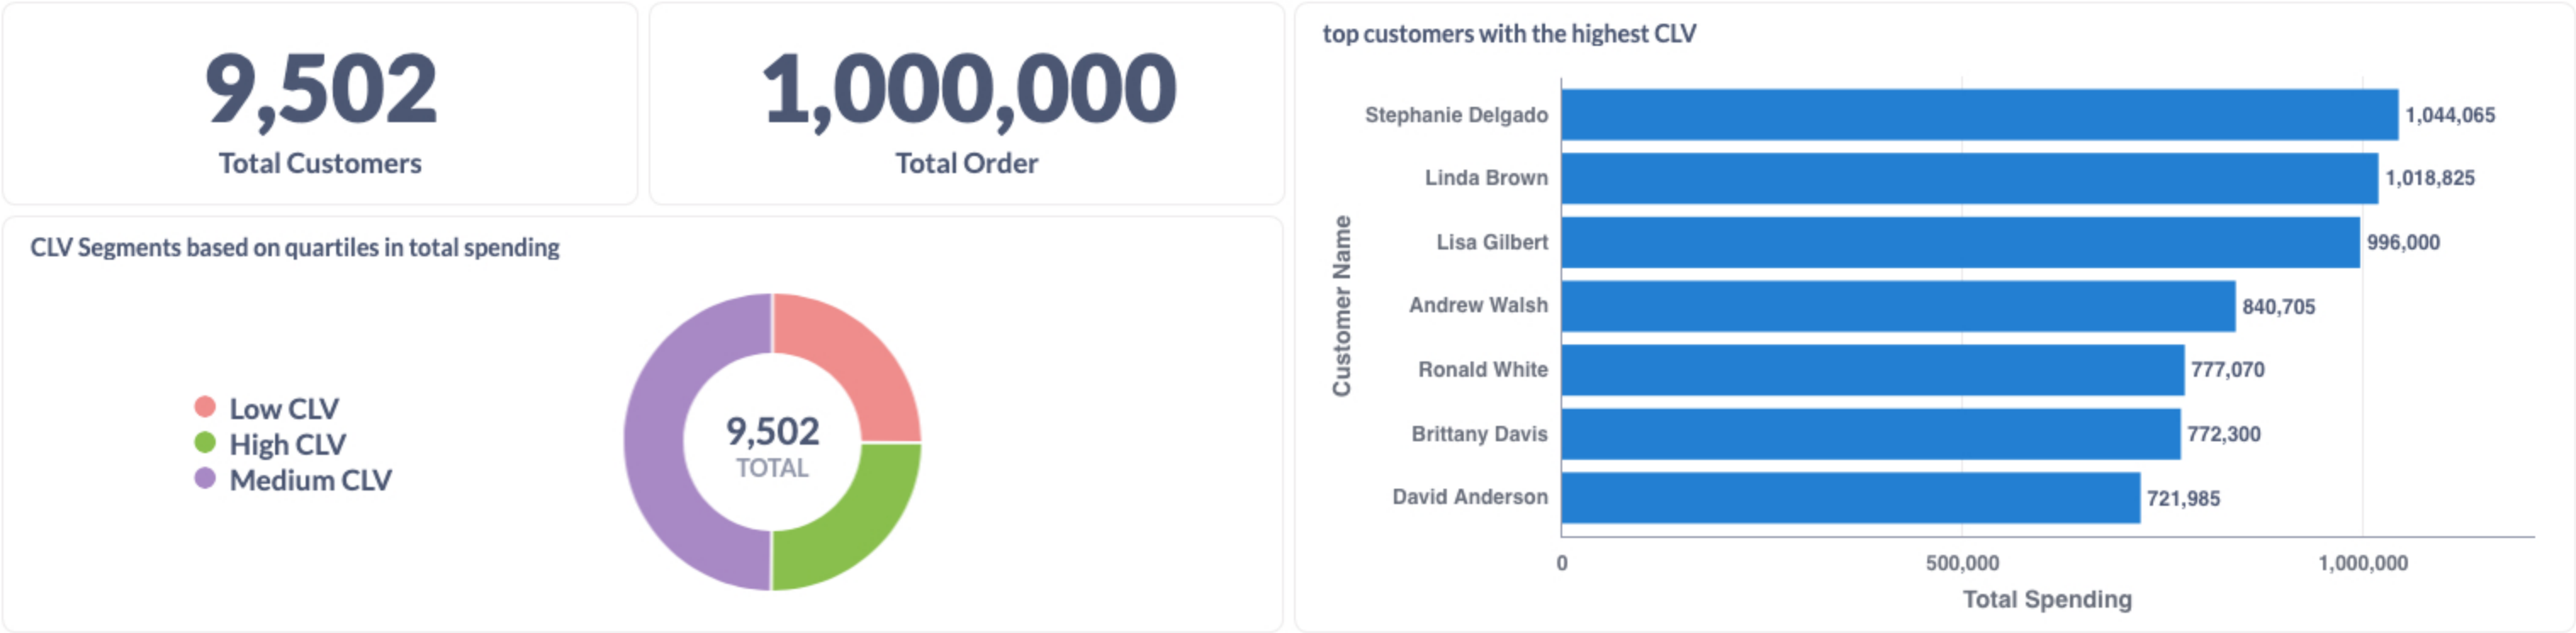 9,502
Total Customers
1,000,000
Total Order
CLV Segments based on quartiles in total spending
Low CLV
High CLV
Medium CLV
9,502
TOTAL
top customers with the highest CLV
Customer Name
Stephanie Delgado 1,044,065
Linda Brown 1,018,825
Lisa Gilbert 996,000
Andrew Walsh 840,705
Ronald White 777,070
Brittany Davis 772,300
David Anderson 721,985
0 500,000 1,000,000
Total Spending